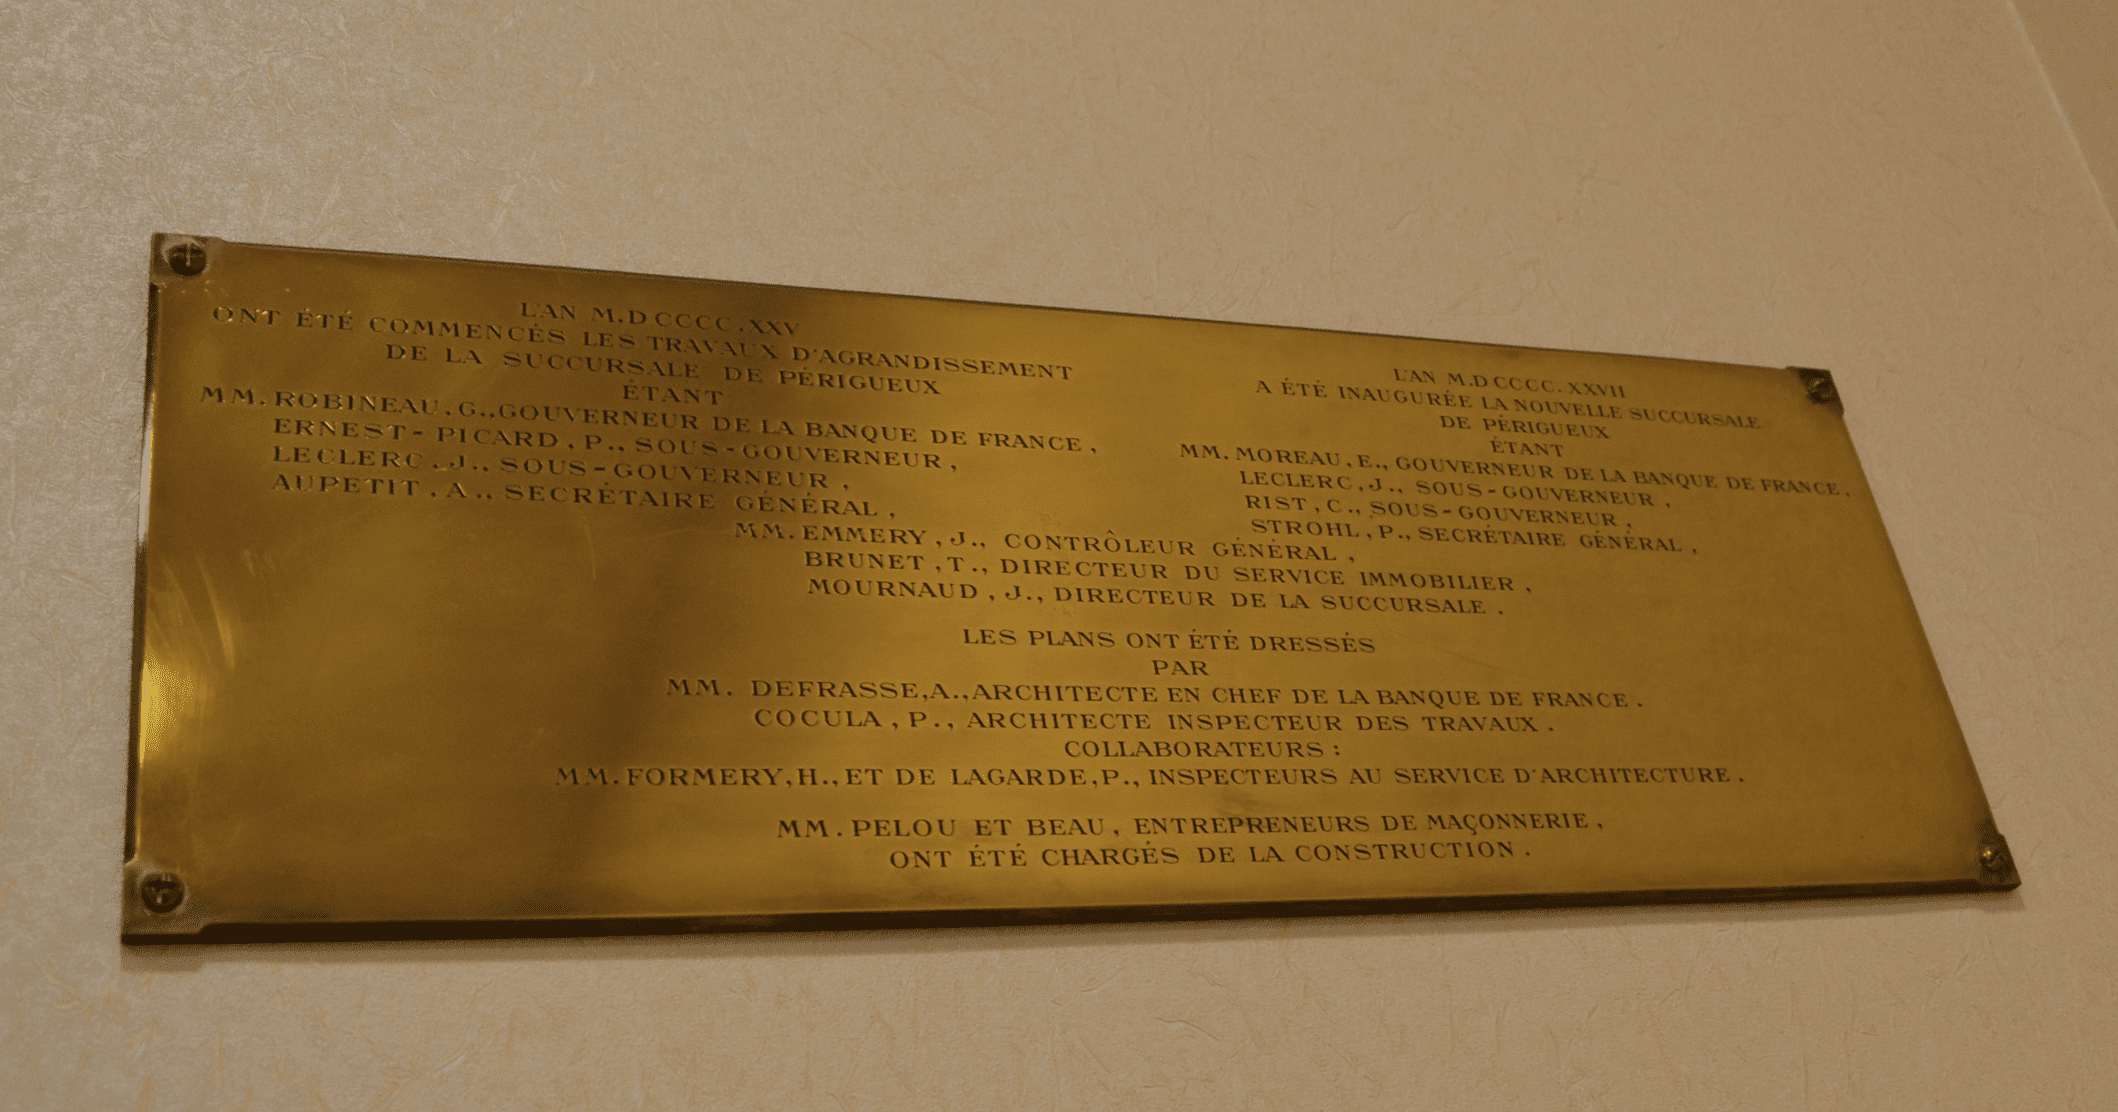 L'AN M.DCCCC.XXV
ONT ÉTÉ COMMENCÉS LES TRAVAUX D'AGRANDISSEMENT
DE LA SUCCURSALE DE PÉRIGUEUX
ÉTANT
MM. ROBINEAU, G., GOUVERNEUR DE LA BANQUE DE FRANCE,
ERNEST-PICARD, P., SOUS-GOUVERNEUR,
LECLERC, J., SOUS-GOUVERNEUR,
AUPETIT, A., SECRÉTAIRE GÉNÉRAL,
L'AN M.DCCCC.XXVII
A ÉTÉ INAUGURÉE LA NOUVELLE SUCCURSALE
DE PÉRIGUEUX
ÉTANT
MM. MOREAU, E., GOUVERNEUR DE LA BANQUE DE FRANCE,
LECLERC, J., SOUS-GOUVERNEUR,
RIST, C., SOUS-GOUVERNEUR,
STROHL, P., SECRÉTAIRE GÉNÉRAL,
MM. EMMERY, J., CONTRÔLEUR GÉNÉRAL,
BRUNET, T., DIRECTEUR DU SERVICE IMMOBILIER,
MOURNAUD, J., DIRECTEUR DE LA SUCCURSALE.
LES PLANS ONT ÉTÉ DRESSÉS
PAR
MM. DEFRASSE, A., ARCHITECTE EN CHEF DE LA BANQUE DE FRANCE.
COCULA, P., ARCHITECTE INSPECTEUR DES TRAVAUX.
COLLABORATEURS :
MM. FORMERY, H., ET DE LAGARDE, P., INSPECTEURS AU SERVICE D'ARCHITECTURE.
MM. PELOU ET BEAU, ENTREPRENEURS DE MAÇONNERIE,
ONT ÉTÉ CHARGÉS DE LA CONSTRUCTION.